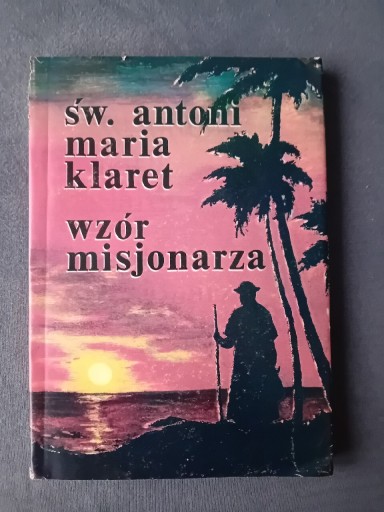 św. antoni
maria
klaret
wzór
misjonarza